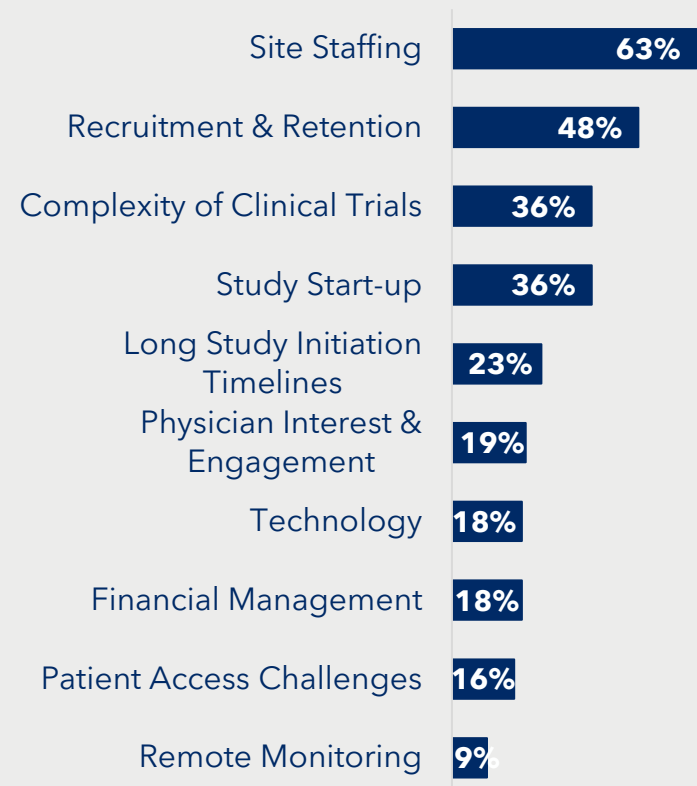 Site Staffing 63%
Recruitment & Retention 48%
Complexity of Clinical Trials 36%
Study Start-up 36%
Long Study Initiation
Timelines 23%
Physician Interest &
Engagement 19%
Technology 18%
Financial Management 18%
Patient Access Challenges 16%
Remote Monitoring 9%